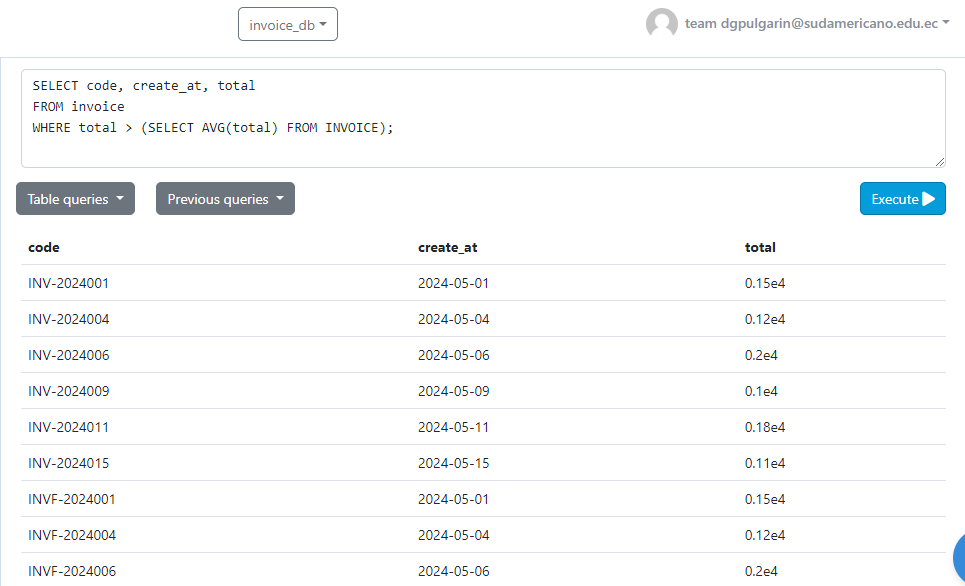 invoice_db
team dgpulgarin@sudamericano.edu.ec
SELECT code, create_at, total
FROM invoice
WHERE total > (SELECT AVG(total) FROM INVOICE);
Table queries
Previous queries
Execute
code create_at total
INV-2024001 2024-05-01 0.15e4
INV-2024004 2024-05-04 0.12e4
INV-2024006 2024-05-06 0.2e4
INV-2024009 2024-05-09 0.1e4
INV-2024011 2024-05-11 0.18e4
INV-2024015 2024-05-15 0.11e4
INVF-2024001 2024-05-01 0.15e4
INVF-2024004 2024-05-04 0.12e4
INVF-2024006 2024-05-06 0.2e4